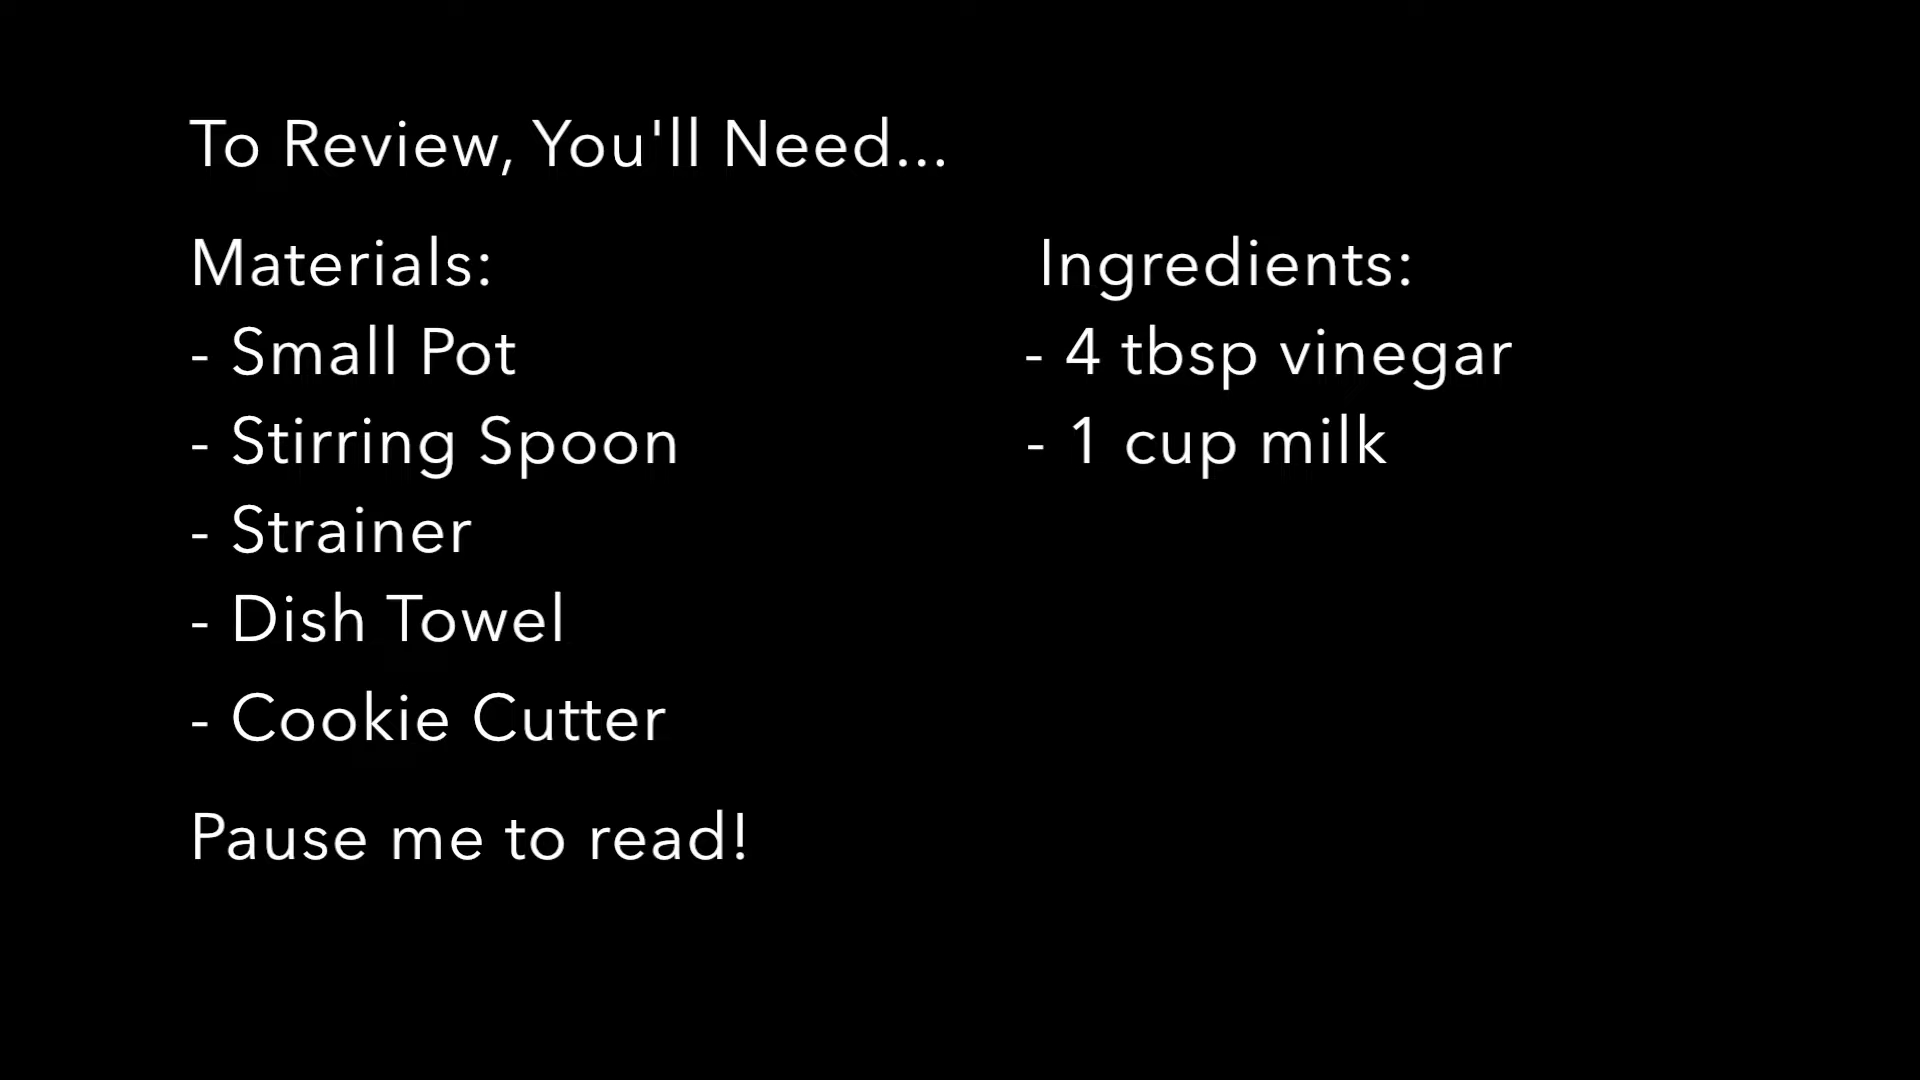 To Review, You'll Need...
Materials:
- Small Pot
- Stirring Spoon
- Strainer
- Dish Towel
- Cookie Cutter
Ingredients:
- 4 tbsp vinegar
- 1 cup milk
Pause me to read!